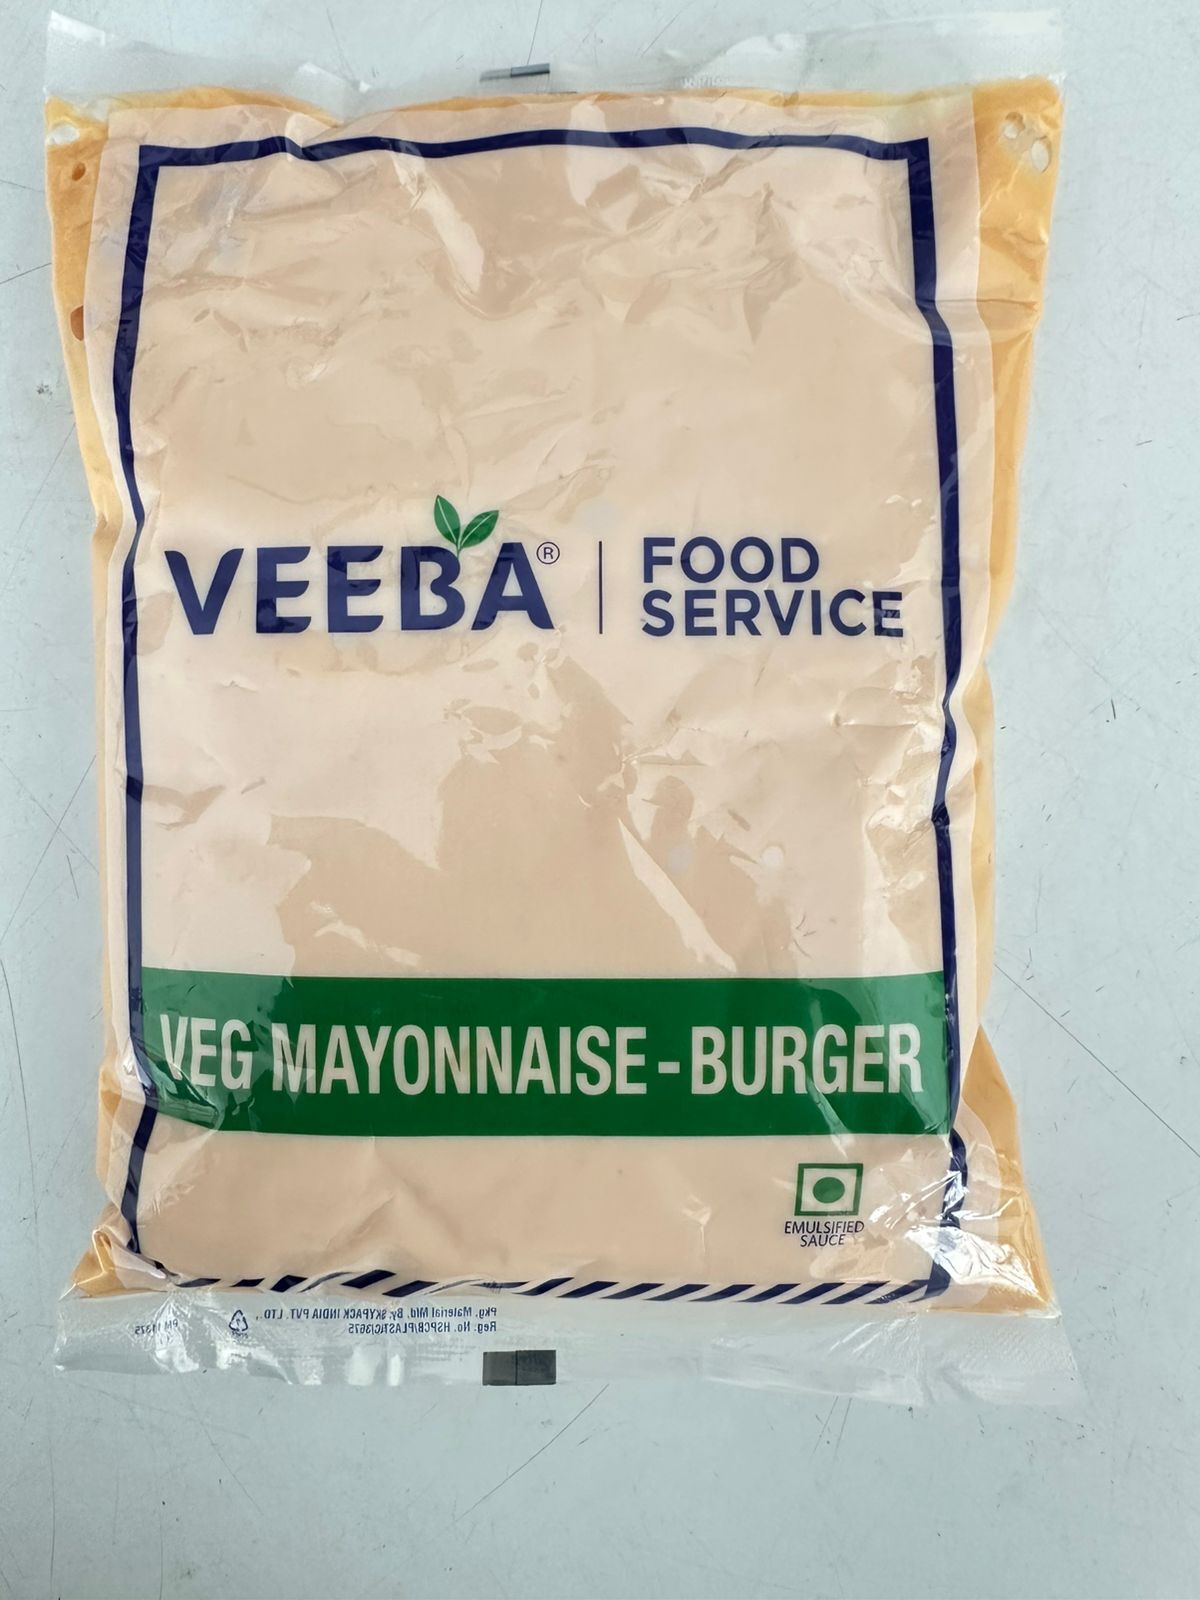 VEEBA®
FOOD
SERVICE
VEG MAYONNAISE - BURGER
EMULSIFIED
SAUCE
Pkg. Material Mfd. By. SKYPACK INDIA PVT. LTD.,
Reg. No. HSPCB/PLASTIC/3675